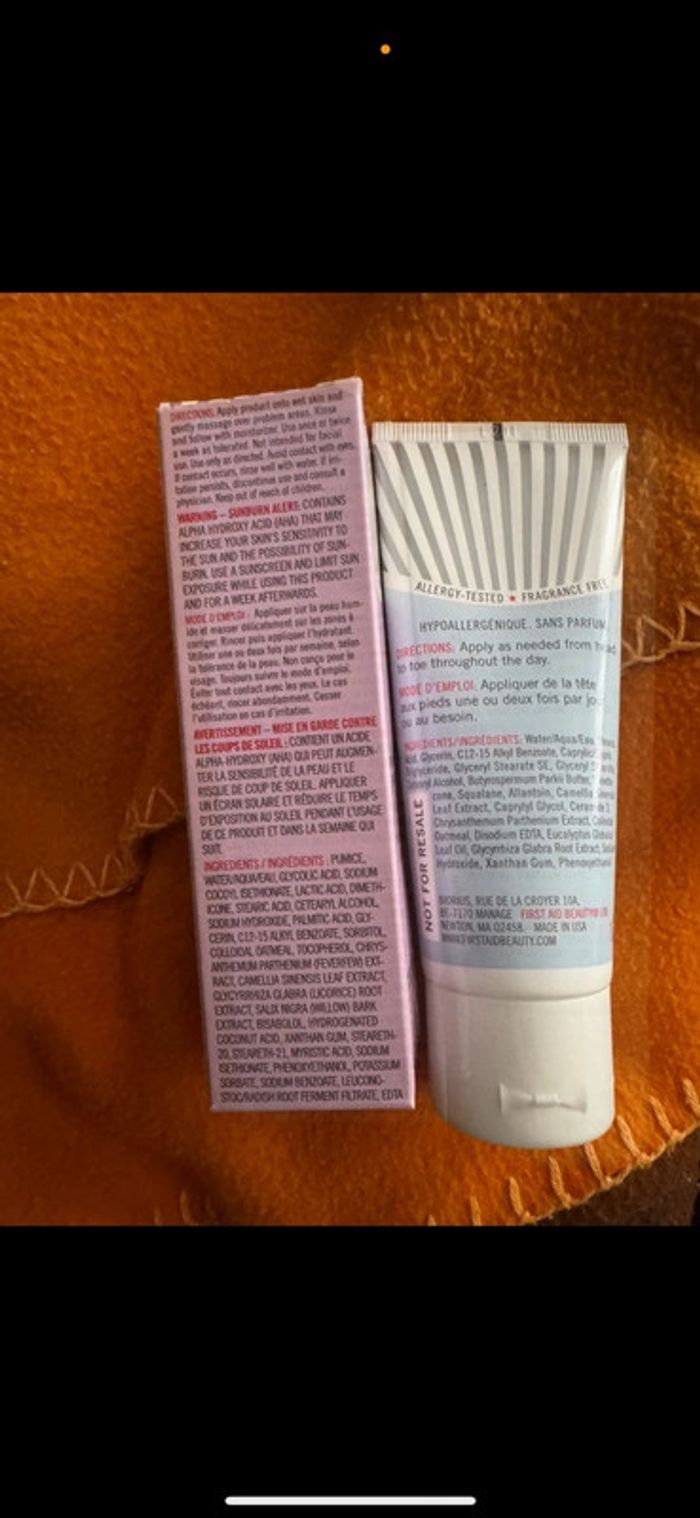 DIRECTIONS: Apply product onto wet skin and
gently massage over problem areas. Rinse
and follow with moisturizer. Use once or twice
a week as tolerated. Not intended for facial
use. Use only as directed. Avoid contact with eyes.
If contact occurs, rinse well with water. If irri-
tation persists, discontinue use and consult a
physician. Keep out of reach of children.
WARNING – SUNBURN ALERT: CONTAINS
ALPHA HYDROXY ACID (AHA) THAT MAY
INCREASE YOUR SKIN'S SENSITIVITY TO
THE SUN AND THE POSSIBILITY OF SUN-
BURN. USE A SUNSCREEN AND LIMIT SUN
EXPOSURE WHILE USING THIS PRODUCT
AND FOR A WEEK AFTERWARDS.
MODE D'EMPLOI : Appliquer sur la peau hum-
ide et masser délicatement sur les zones à
corriger. Rincer puis appliquer l'hydratant.
Utiliser une ou deux fois par semaine, selon
la tolérance de la peau. Non conçu pour le
visage. Toujours suivre le mode d'emploi.
Éviter tout contact avec les yeux. Le cas
échéant, rincer abondamment. Cesser
l'utilisation en cas d'irritation.
AVERTISSEMENT – MISE EN GARDE CONTRE
LES COUPS DE SOLEIL : CONTIENT UN ACIDE
ALPHA-HYDROXY (AHA) QUI PEUT AUGMEN-
TER LA SENSIBILITÉ DE LA PEAU ET LE
RISQUE DE COUP DE SOLEIL. APPLIQUER
UN ÉCRAN SOLAIRE ET RÉDUIRE LE TEMPS
D'EXPOSITION AU SOLEIL PENDANT L'USAGE
DE CE PRODUIT ET DANS LA SEMAINE QUI
SUIT.
INGREDIENTS / INGRÉDIENTS : PUMICE,
WATER/AQUA/EAU, GLYCOLIC ACID, SODIUM
COCOYL ISETHIONATE, LACTIC ACID, DIMETH-
ICONE, STEARIC ACID, CETEARYL ALCOHOL,
SODIUM HYDROXIDE, PALMITIC ACID, GLY-
CERIN, C12-15 ALKYL BENZOATE, SORBITOL,
COLLOIDAL OATMEAL, TOCOPHEROL, CHRYS-
ANTHEMUM PARTHENIUM (FEVERFEW) EXT-
RACT, CAMELLIA SINENSIS LEAF EXTRACT,
GLYCYRRHIZA GLABRA (LICORICE) ROOT
EXTRACT, SALIX NIGRA (WILLOW) BARK
EXTRACT, BISABOLOL, HYDROGENATED
COCONUT ACID, XANTHAN GUM, STEARETH-
20, STEARETH-21, MYRISTIC ACID, SODIUM
ISETHIONATE, PHENOXYETHANOL, POTASSIUM
SORBATE, SODIUM BENZOATE, LEUCONO-
STOC/RADISH ROOT FERMENT FILTRATE, EDTA
ALLERGY-TESTED ★ FRAGRANCE FREE
HYPOALLERGÉNIQUE. SANS PARFUM
DIRECTIONS: Apply as needed from head
to toe throughout the day.
MODE D'EMPLOI: Appliquer de la tête
aux pieds une ou deux fois par jo
ou au besoin.
INGREDIENTS/INGRÉDIENTS: Water/Aqua/Eau,
Acid, Glycerin, C12-15 Alkyl Benzoate, Caprylic/
Triglyceride, Glyceryl Stearate SE, Glyceryl
Alcohol, Butyrospermum Parkii Butter,
cone, Squalane, Allantoin, Camellia
Leaf Extract, Caprylyl Glycol, Ceramide 3,
Chrysanthemum Parthenium Extract,
Oatmeal, Disodium EDTA, Eucalyptus Globulus
Leaf Oil, Glycyrrhiza Glabra Root Extract,
Hydroxide, Xanthan Gum, Phenoxyethanol
NOT FOR RESALE
BIORIUS, RUE DE LA CROYER 10A,
BE-7170 MANAGE FIRST AID BEAUTY
NEWTON, MA 02458. MADE IN USA
WWW.FIRSTAIDBEAUTY.COM